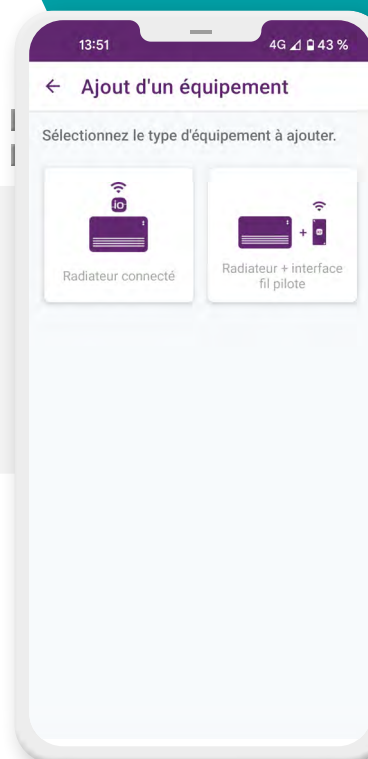 13:51 4G 43 %
← Ajout d'un équipement
Sélectionnez le type d'équipement à ajouter.
io
Radiateur connecté
+
Radiateur + interface
fil pilote